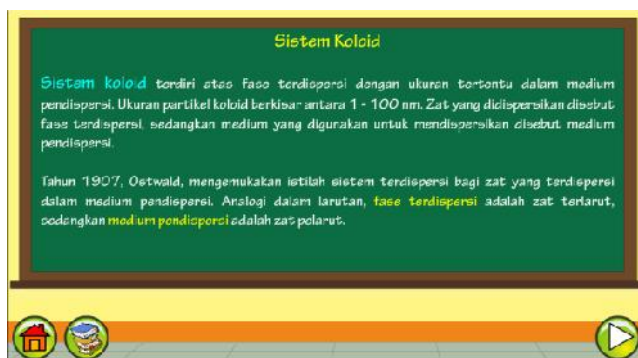 Sistem Koloid
Sistem koloid terdiri atas fase terdispersi dengan ukuran tertentu dalam medium
pendispersi. Ukuran partikel koloid berkisar antara 1 - 100 nm. Zat yang didispersikan disebut
fase terdispersi, sedangkan medium yang digunakan untuk mendispersikan disebut medium
pendispersi.
Tahun 1907, Ostwald, mengemukakan istilah sistem terdispersi bagi zat yang terdispersi
dalam medium pendispersi. Analogi dalam larutan, fase terdispersi adalah zat terlarut,
sedangkan medium pendispersi adalah zat pelarut.